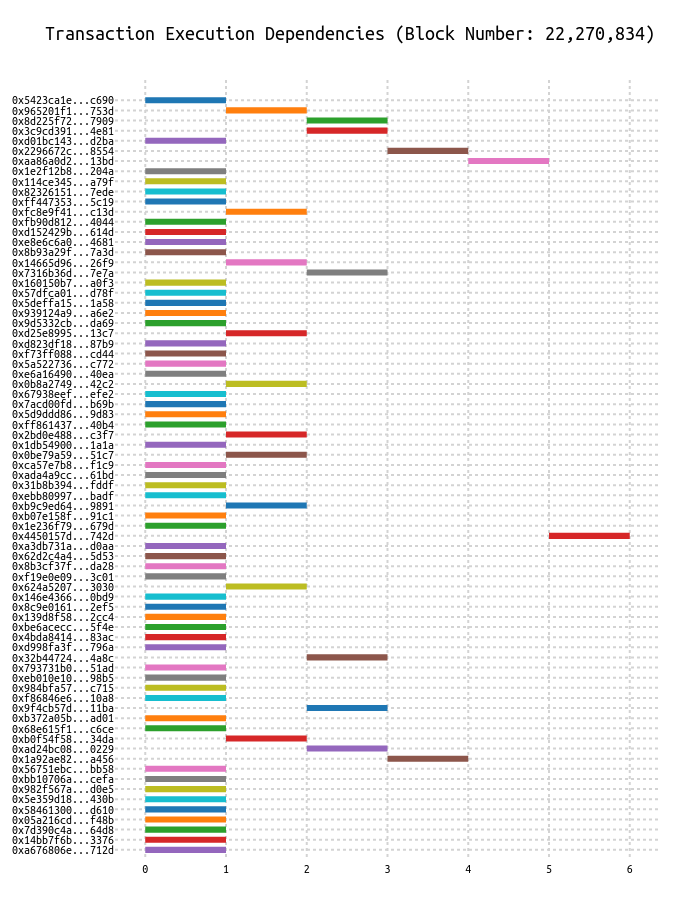 Transaction Execution Dependencies (Block Number: 22,270,834)
0x5423ca1e...c690
0x965201f1...753d
0x8d225f72...7909
0x3c9cd391...4e81
0xd01bc143...d2ba
0x2296672c...8554
0xaa86a0d2...13bd
0x1e2f12b8...204a
0x114ce345...a79f
0x82326151...7ede
0xff447353...5c19
0xfc8e9f41...c13d
0xfb90d812...4044
0xd152429b...614d
0xe8e6c6a0...4681
0x8b93a29f...7a3d
0x14665d96...26f9
0x7316b36d...7e7a
0x160150b7...a0f3
0x57dfca01...d78f
0x5deffa15...1a58
0x939124a9...a6e2
0x9d5332cb...da69
0xd25e8995...13c7
0xd823df18...87b9
0xf73ff088...cd44
0x5a522736...c772
0xe6a16490...40ea
0x0b8a2749...42c2
0x67938eef...efe2
0x7acd00fd...b69b
0x5d9ddd86...9d83
0xff861437...40b4
0x2bd0e488...c3f7
0x1db54900...1a1a
0x0be79a59...51c7
0xca57e7b8...f1c9
0xada4a9cc...61bd
0x31b8b394...fddf
0xebb80997...badf
0xb9c9ed64...9891
0xb07e158f...91c1
0x1e236f79...679d
0x4450157d...742d
0xa3db731a...d0aa
0x62d2c4a4...5d53
0x8b3cf37f...da28
0xf19e0e09...3c01
0x624a5207...3030
0x146e4366...0bd9
0x8c9e0161...2ef5
0x139d8f58...2cc4
0xbe6acecc...5f4e
0x4bda8414...83ac
0xd998fa3f...796a
0x32b44724...4a8c
0x793731b0...51ad
0xeb010e10...98b5
0x984bfa57...c715
0xf86846e6...10a8
0x9f4cb57d...11ba
0xb372a05b...ad01
0x68e615f1...c6ce
0xb0f54f58...34da
0xad24bc08...0229
0x1a92ae82...a456
0x56751ebc...bb58
0xbb10706a...cefa
0x982f567a...d0e5
0x5e359d18...430b
0x58461300...d610
0x05a216cd...f48b
0x7d390c4a...64d8
0x14bb7f6b...3376
0xa676806e...712d
0 1 2 3 4 5 6